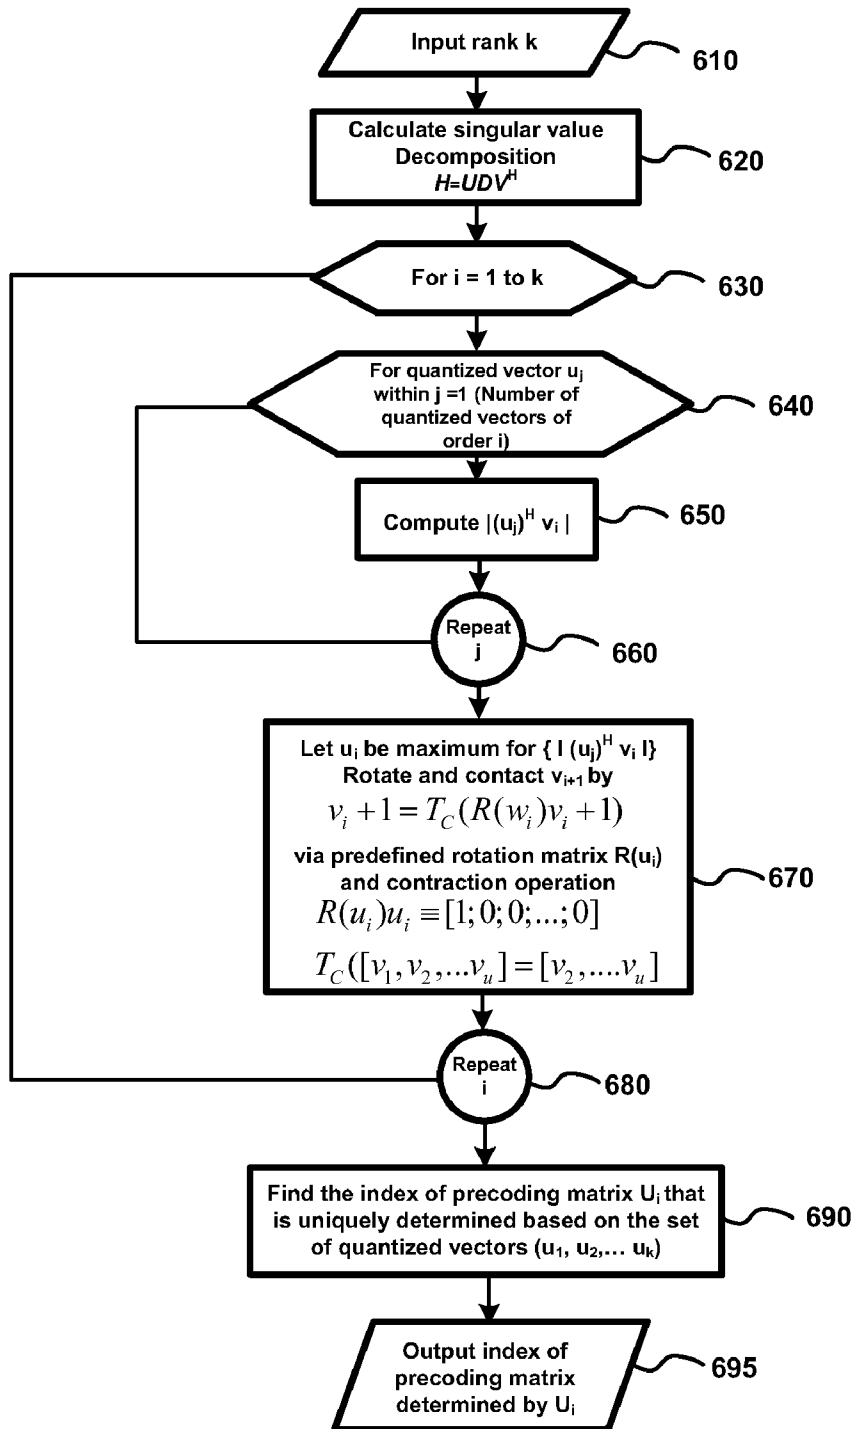 Input rank k
610
Calculate singular value
Decomposition
H=UDV^H
620
For i = 1 to k
630
For quantized vector u_j
within j =1 (Number of
quantized vectors of
order i)
640
Compute |(u_j)^H v_i |
650
Repeat
j
660
Let u_i be maximum for { I (u_j)^H v_i I}
Rotate and contact v_i+1 by
v_i + 1 = T_C(R(w_i)v_i + 1)
via predefined rotation matrix R(u_i)
and contraction operation
R(u_i)u_i ≡ [1;0;0;...;0]
T_C([v_1,v_2,...v_u] = [v_2,....v_u]
670
Repeat
i
680
Find the index of precoding matrix U_i that
is uniquely determined based on the set
of quantized vectors (u_1, u_2,... u_k)
690
Output index of
precoding matrix
determined by U_i
695